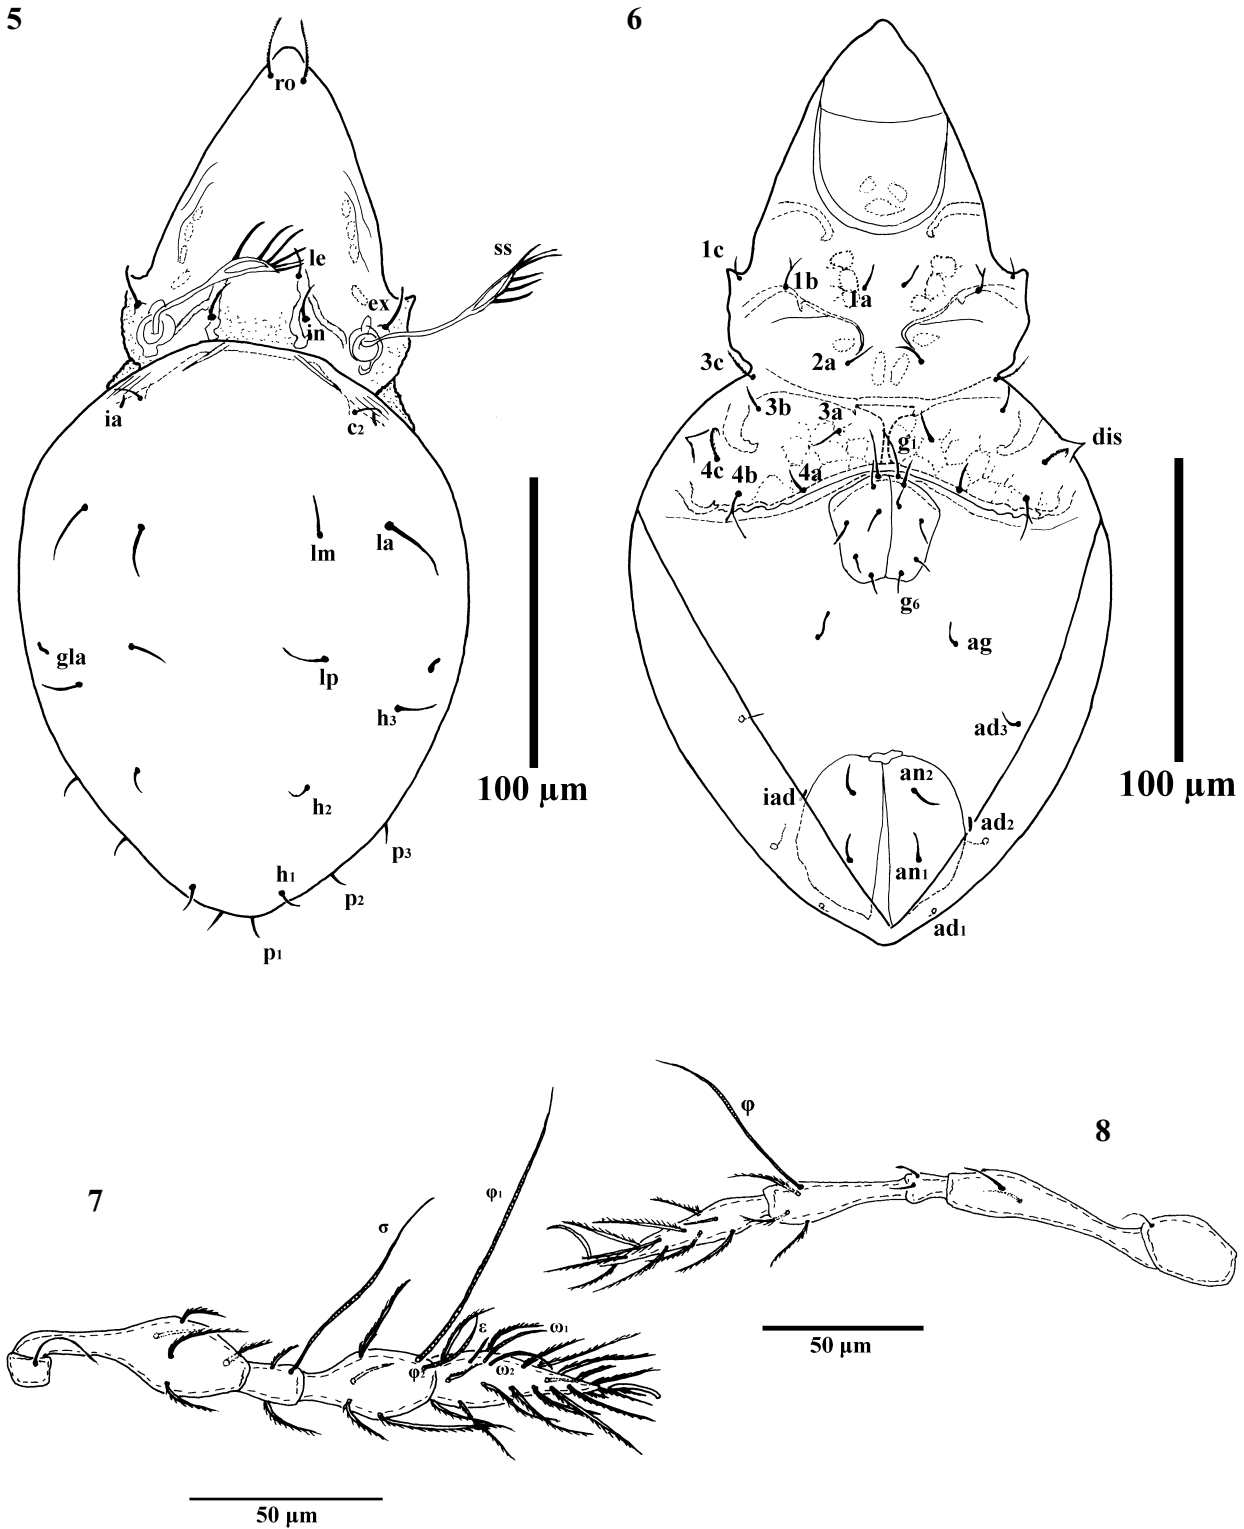 5
ro
le
ss
ex
in
ia
c2
lm
la
gla
lp
h3
h2
h1
p3
p2
p1
100 µm
6
1c
1b
1a
2a
3c
3b
3a
g1
dis
4c
4b
4a
g6
ag
ad3
an2
iad
ad2
an1
ad1
100 µm
7
σ
φ1
ε
ω1
φ2
ω2
50 µm
8
φ
50 µm